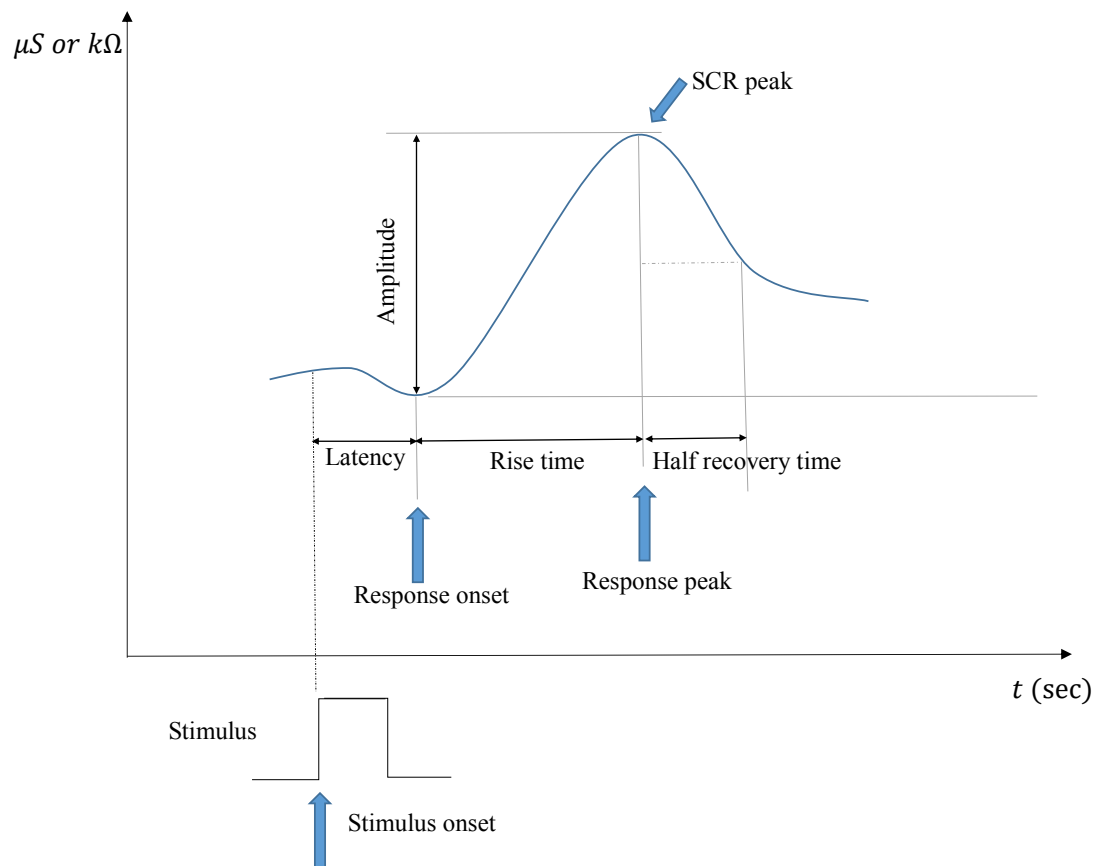 μS or kΩ
SCR peak
Amplitude
Latency
Rise time
Half recovery time
Response onset
Response peak
t (sec)
Stimulus
Stimulus onset